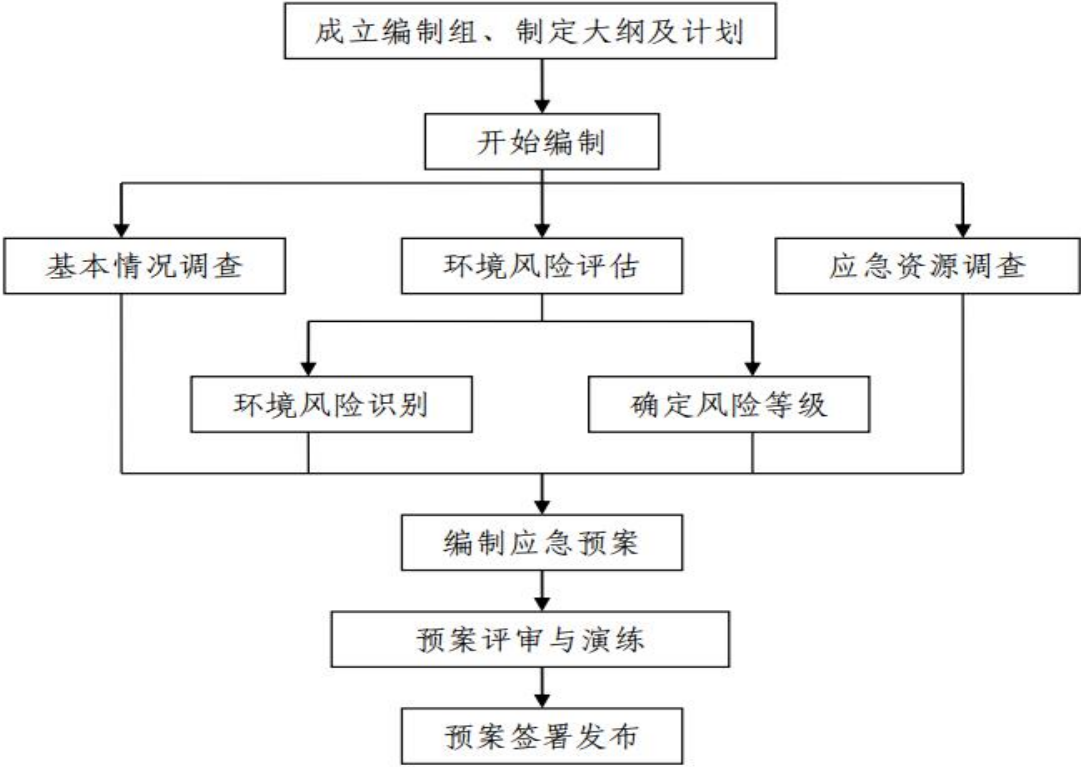 成立编制组、制定大纲及计划
开始编制
基本情况调查
环境风险评估
应急资源调查
环境风险识别
确定风险等级
编制应急预案
预案评审与演练
预案签署发布